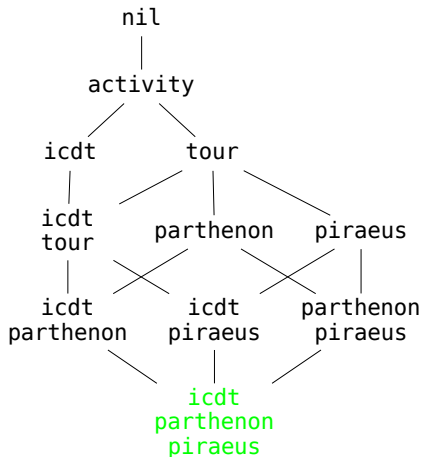 nil
activity
icdt
tour
icdt
tour
parthenon
piraeus
icdt
parthenon
icdt
piraeus
parthenon
piraeus
icdt
parthenon
piraeus